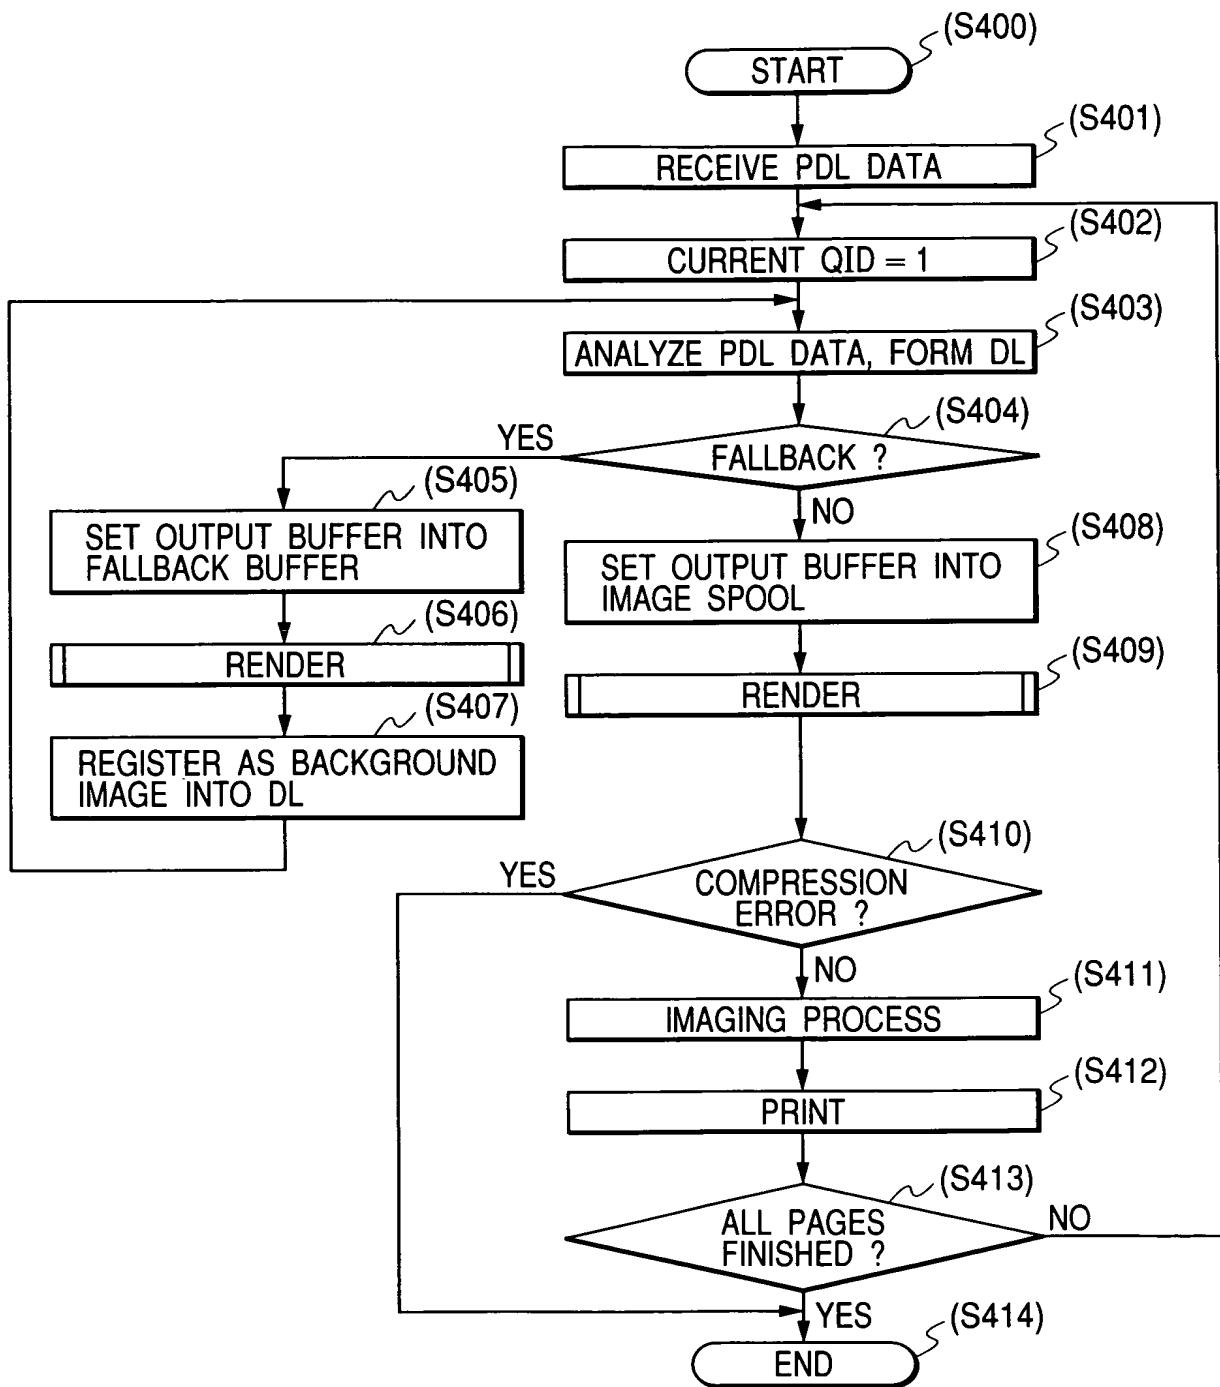 (S400)
START
(S401)
RECEIVE PDL DATA
(S402)
CURRENT QID = 1
(S403)
ANALYZE PDL DATA, FORM DL
(S404)
YES
FALLBACK ?
NO
(S405)
SET OUTPUT BUFFER INTO
FALLBACK BUFFER
(S406)
RENDER
(S407)
REGISTER AS BACKGROUND
IMAGE INTO DL
(S408)
SET OUTPUT BUFFER INTO
IMAGE SPOOL
(S409)
RENDER
(S410)
YES
COMPRESSION
ERROR ?
NO
(S411)
IMAGING PROCESS
(S412)
PRINT
(S413)
ALL PAGES
FINISHED ?
NO
YES
(S414)
END